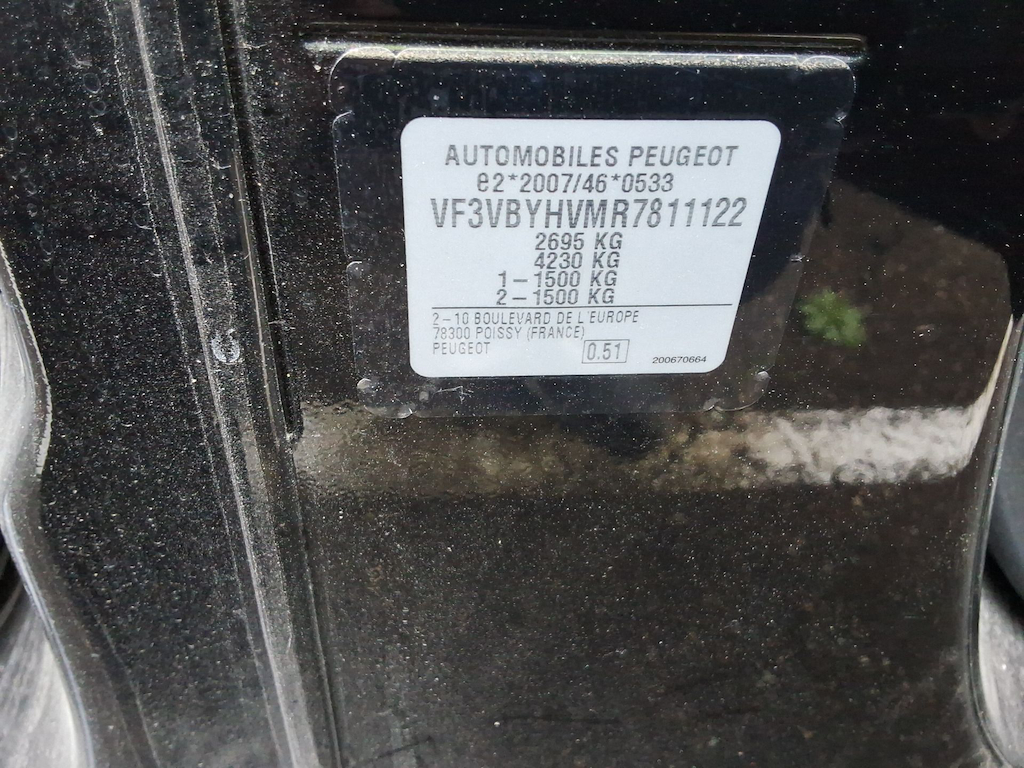 AUTOMOBILES PEUGEOT
e2*2007/46*0533
VF3VBYHVMR7811122
2695 KG
4230 KG
1-1500 KG
2-1500 KG
2-10 BOULEVARD DE L'EUROPE
78300 POISSY (FRANCE)
PEUGEOT 0.51 200670664